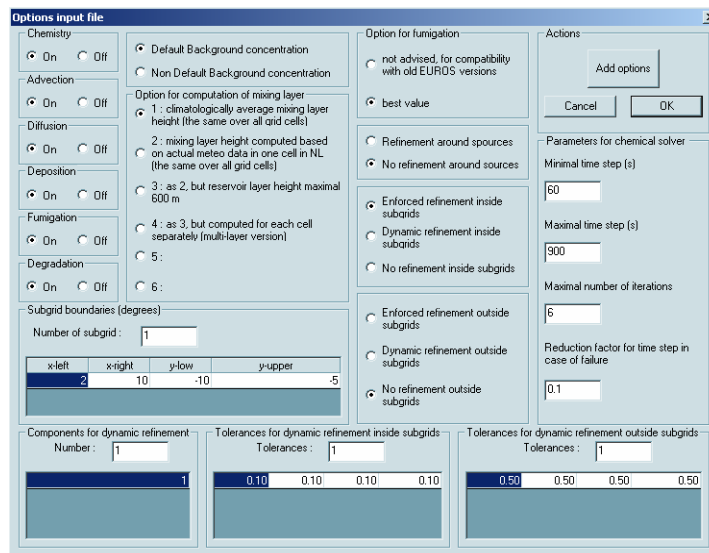 Options input file
Chemistry
On Off
Advection
On Off
Diffusion
On Off
Deposition
On Off
Fumigation
On Off
Degradation
On Off
Default Background concentration
Non Default Background concentration
Option for computation of mixing layer
1 : climatologically average mixing layer
height (the same over all grid cells)
2 : mixing layer height computed based
on actual meteo data in one cell in NL
(the same over all grid cells)
3 : as 2, but reservoir layer height maximal
600 m
4 : as 3, but computed for each cell
separately (multi-layer version)
5 :
6 :
Option for fumigation
not advised, for compatibility
with old EUROS versions
best value
Refinement around spources
No refinement around sources
Enforced refinement inside
subgrids
Dynamic refinement inside
subgrids
No refinement inside subgrids
Enforced refinement outside
subgrids
Dynamic refinement outside
subgrids
No refinement outside
subgrids
Actions
Add options
Cancel OK
Parameters for chemical solver
Minimal time step (s)
60
Maximal time step (s)
900
Maximal number of iterations
6
Reduction factor for time step in
case of failure
0.1
Subgrid boundaries (degrees)
Number of subgrid : 1
x-left x-right y-low y-upper
2 10 -10 -5
Components for dynamic refinement
Number : 1
1
Tolerances for dynamic refinement inside subgrids
Tolerances : 1
0.10 0.10 0.10 0.10
Tolerances for dynamic refinement outside subgrids
Tolerances : 1
0.50 0.50 0.50 0.50